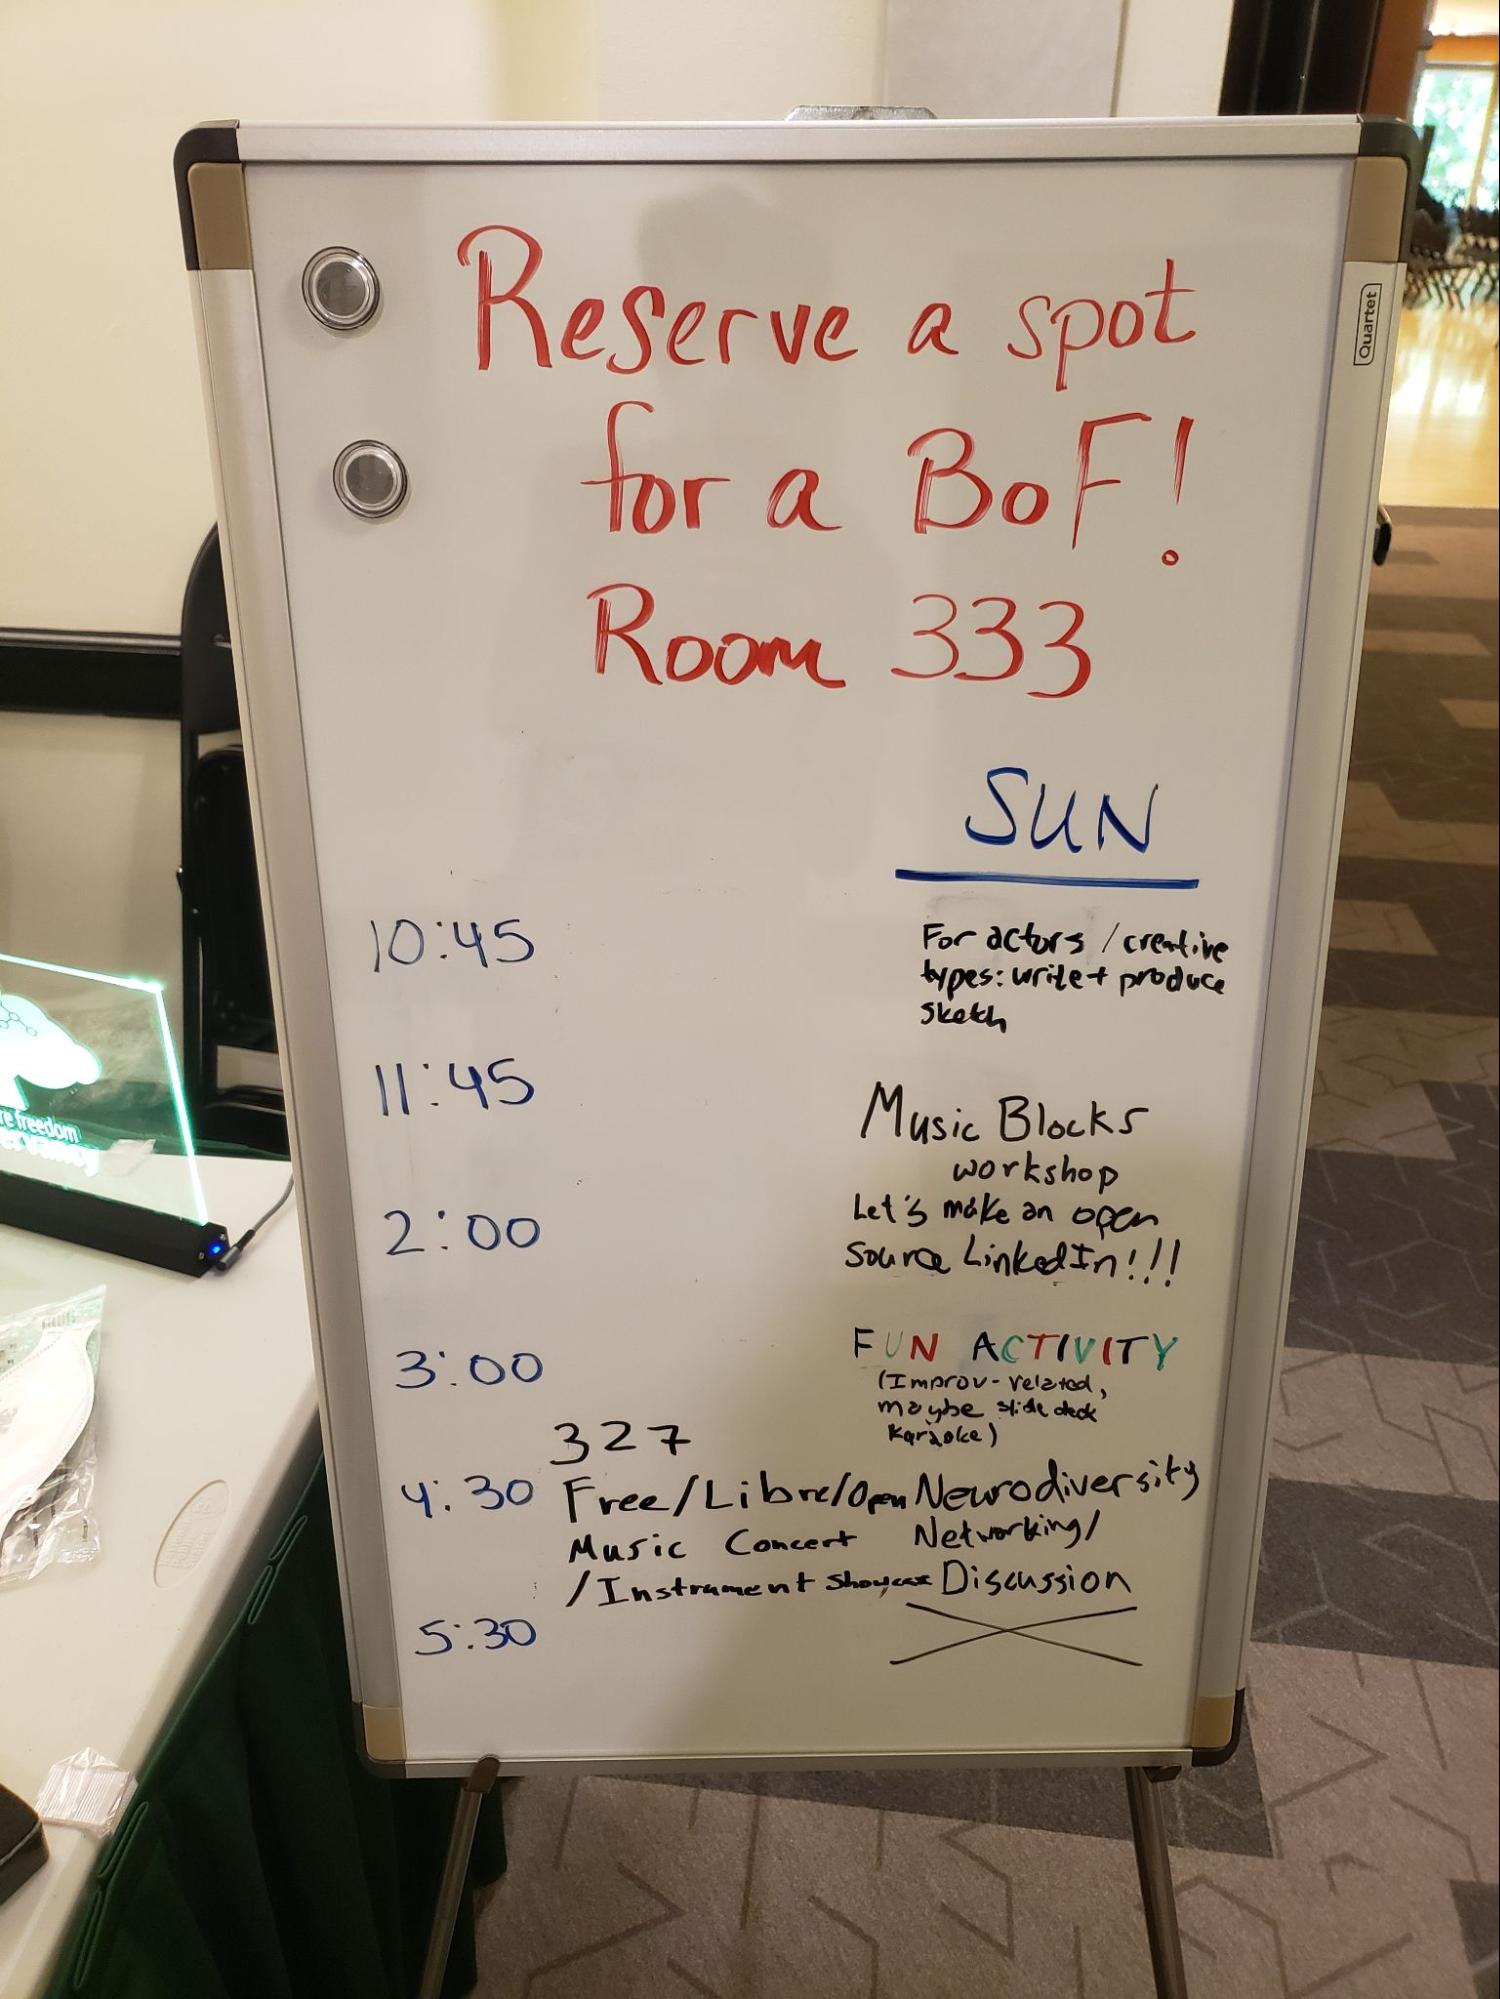 Reserve a spot
for a BoF!
Room 333
Quartet
SUN
10:45
For actors / creative
types: write + produce
sketch
11:45
Music Blocks
workshop
2:00
Let's make an open
source LinkedIn!!!
3:00
FUN ACTIVITY
(Improv-related,
maybe slide deck
karaoke)
327
4:30
Free/Libre/Open
Music Concert
/Instrument Showcase
Neurodiversity
Networking/
Discussion
5:30
freedom